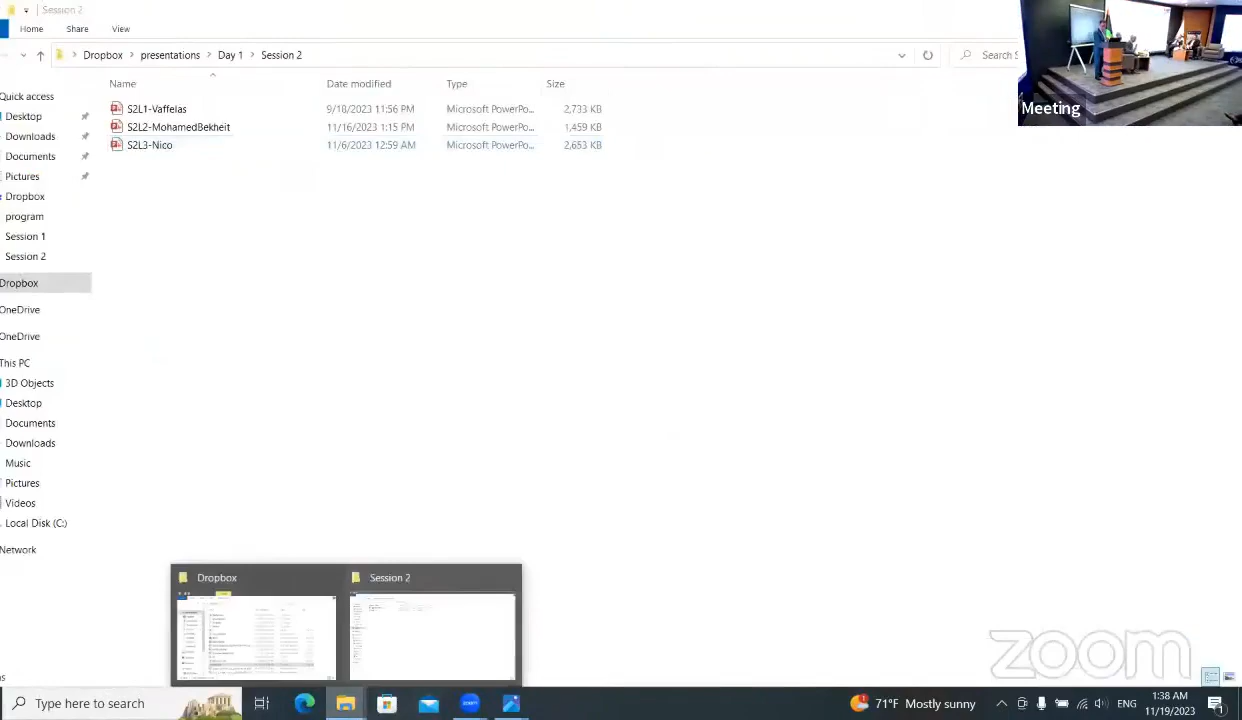 Session 2
Home Share View
Dropbox presentations Day 1 Session 2
Search S
Name Date modified Type Size
S2L1-Vaffeias 9/18/2023 11:56 PM Microsoft PowerPo... 2,733 KB
S2L2-MohamedBekheit 11/16/2023 1:15 PM Microsoft PowerPo... 1,459 KB
S2L3-Nico 11/6/2023 12:59 AM Microsoft PowerPo... 2,653 KB
Meeting
Quick access
Desktop
Downloads
Documents
Pictures
Dropbox
program
Session 1
Session 2
Dropbox
OneDrive
OneDrive
This PC
3D Objects
Desktop
Documents
Downloads
Music
Pictures
Videos
Local Disk (C:)
Network
Dropbox Session 2
zoom
Type here to search
zoom
71°F Mostly sunny
ENG
1:38 AM
11/19/2023
1